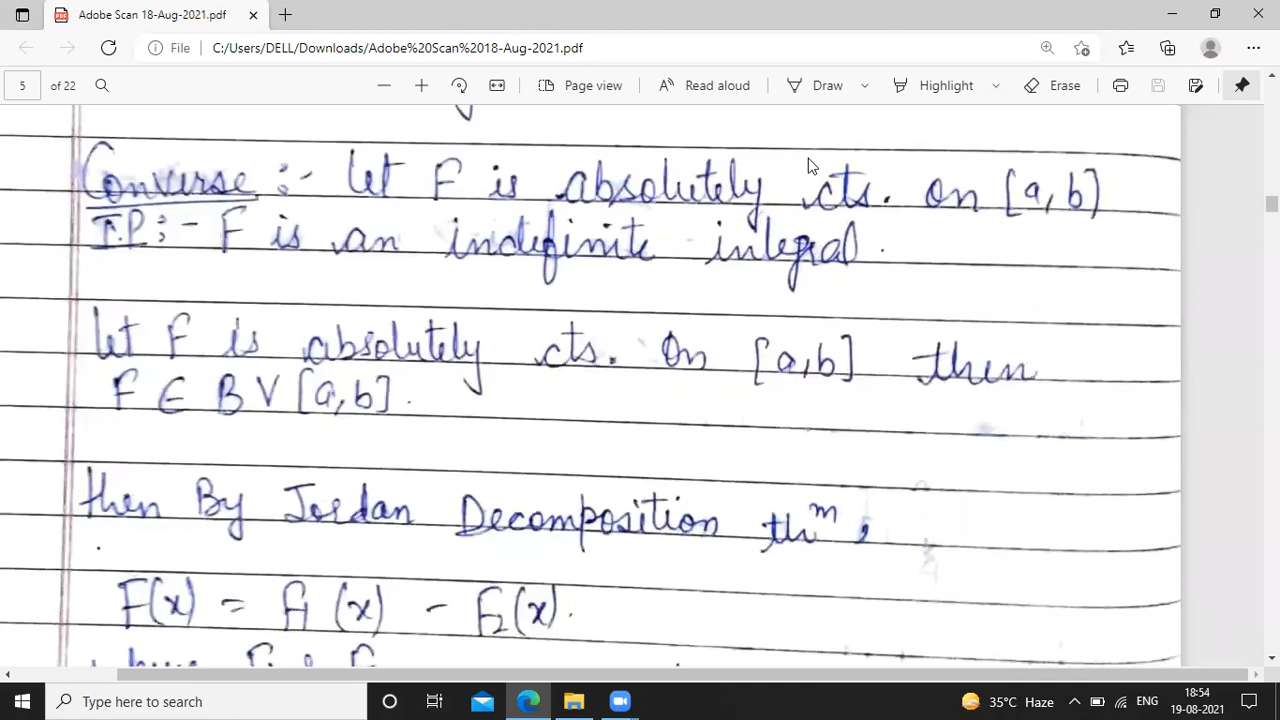 Adobe Scan 18-Aug-2021.pdf
File C:/Users/DELL/Downloads/Adobe%20Scan%2018-Aug-2021.pdf
5 of 22 Page view Read aloud Draw Highlight Erase
Converse :- let F is absolutely cts. on [a,b]
T.P :- F is an indefinite integral.
let F is absolutely cts. on [a,b] then
F ∈ BV [a,b].
then By Jordan Decomposition thm,
F(x) = F1 (x) - F2(x).
Type here to search 35°C Haze ENG 18:54
19-08-2021